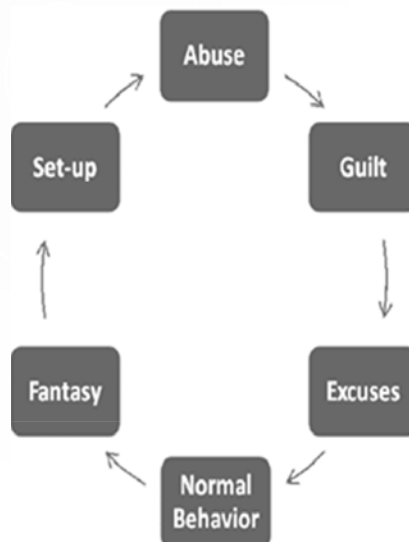 Abuse
Guilt
Excuses
Normal
Behavior
Fantasy
Set-up